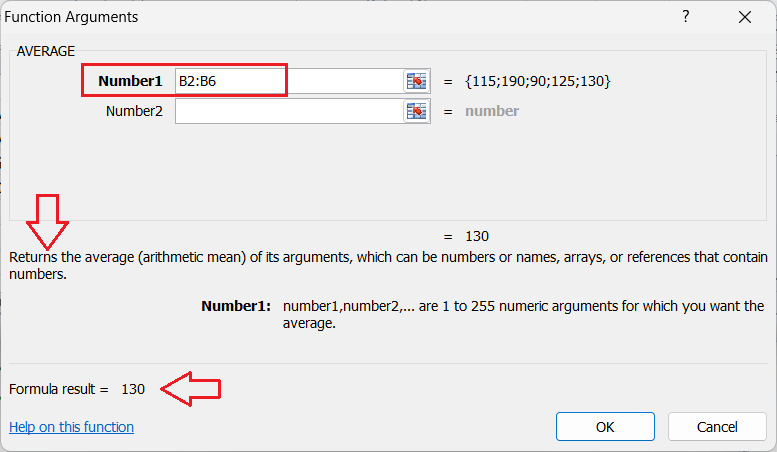 Function Arguments
?
AVERAGE
Number1 B2:B6 = {115;190;90;125;130}
Number2 = number
= 130
Returns the average (arithmetic mean) of its arguments, which can be numbers or names, arrays, or references that contain
numbers.
Number1: number1,number2,... are 1 to 255 numeric arguments for which you want the
average.
Formula result = 130
Help on this function
OK Cancel